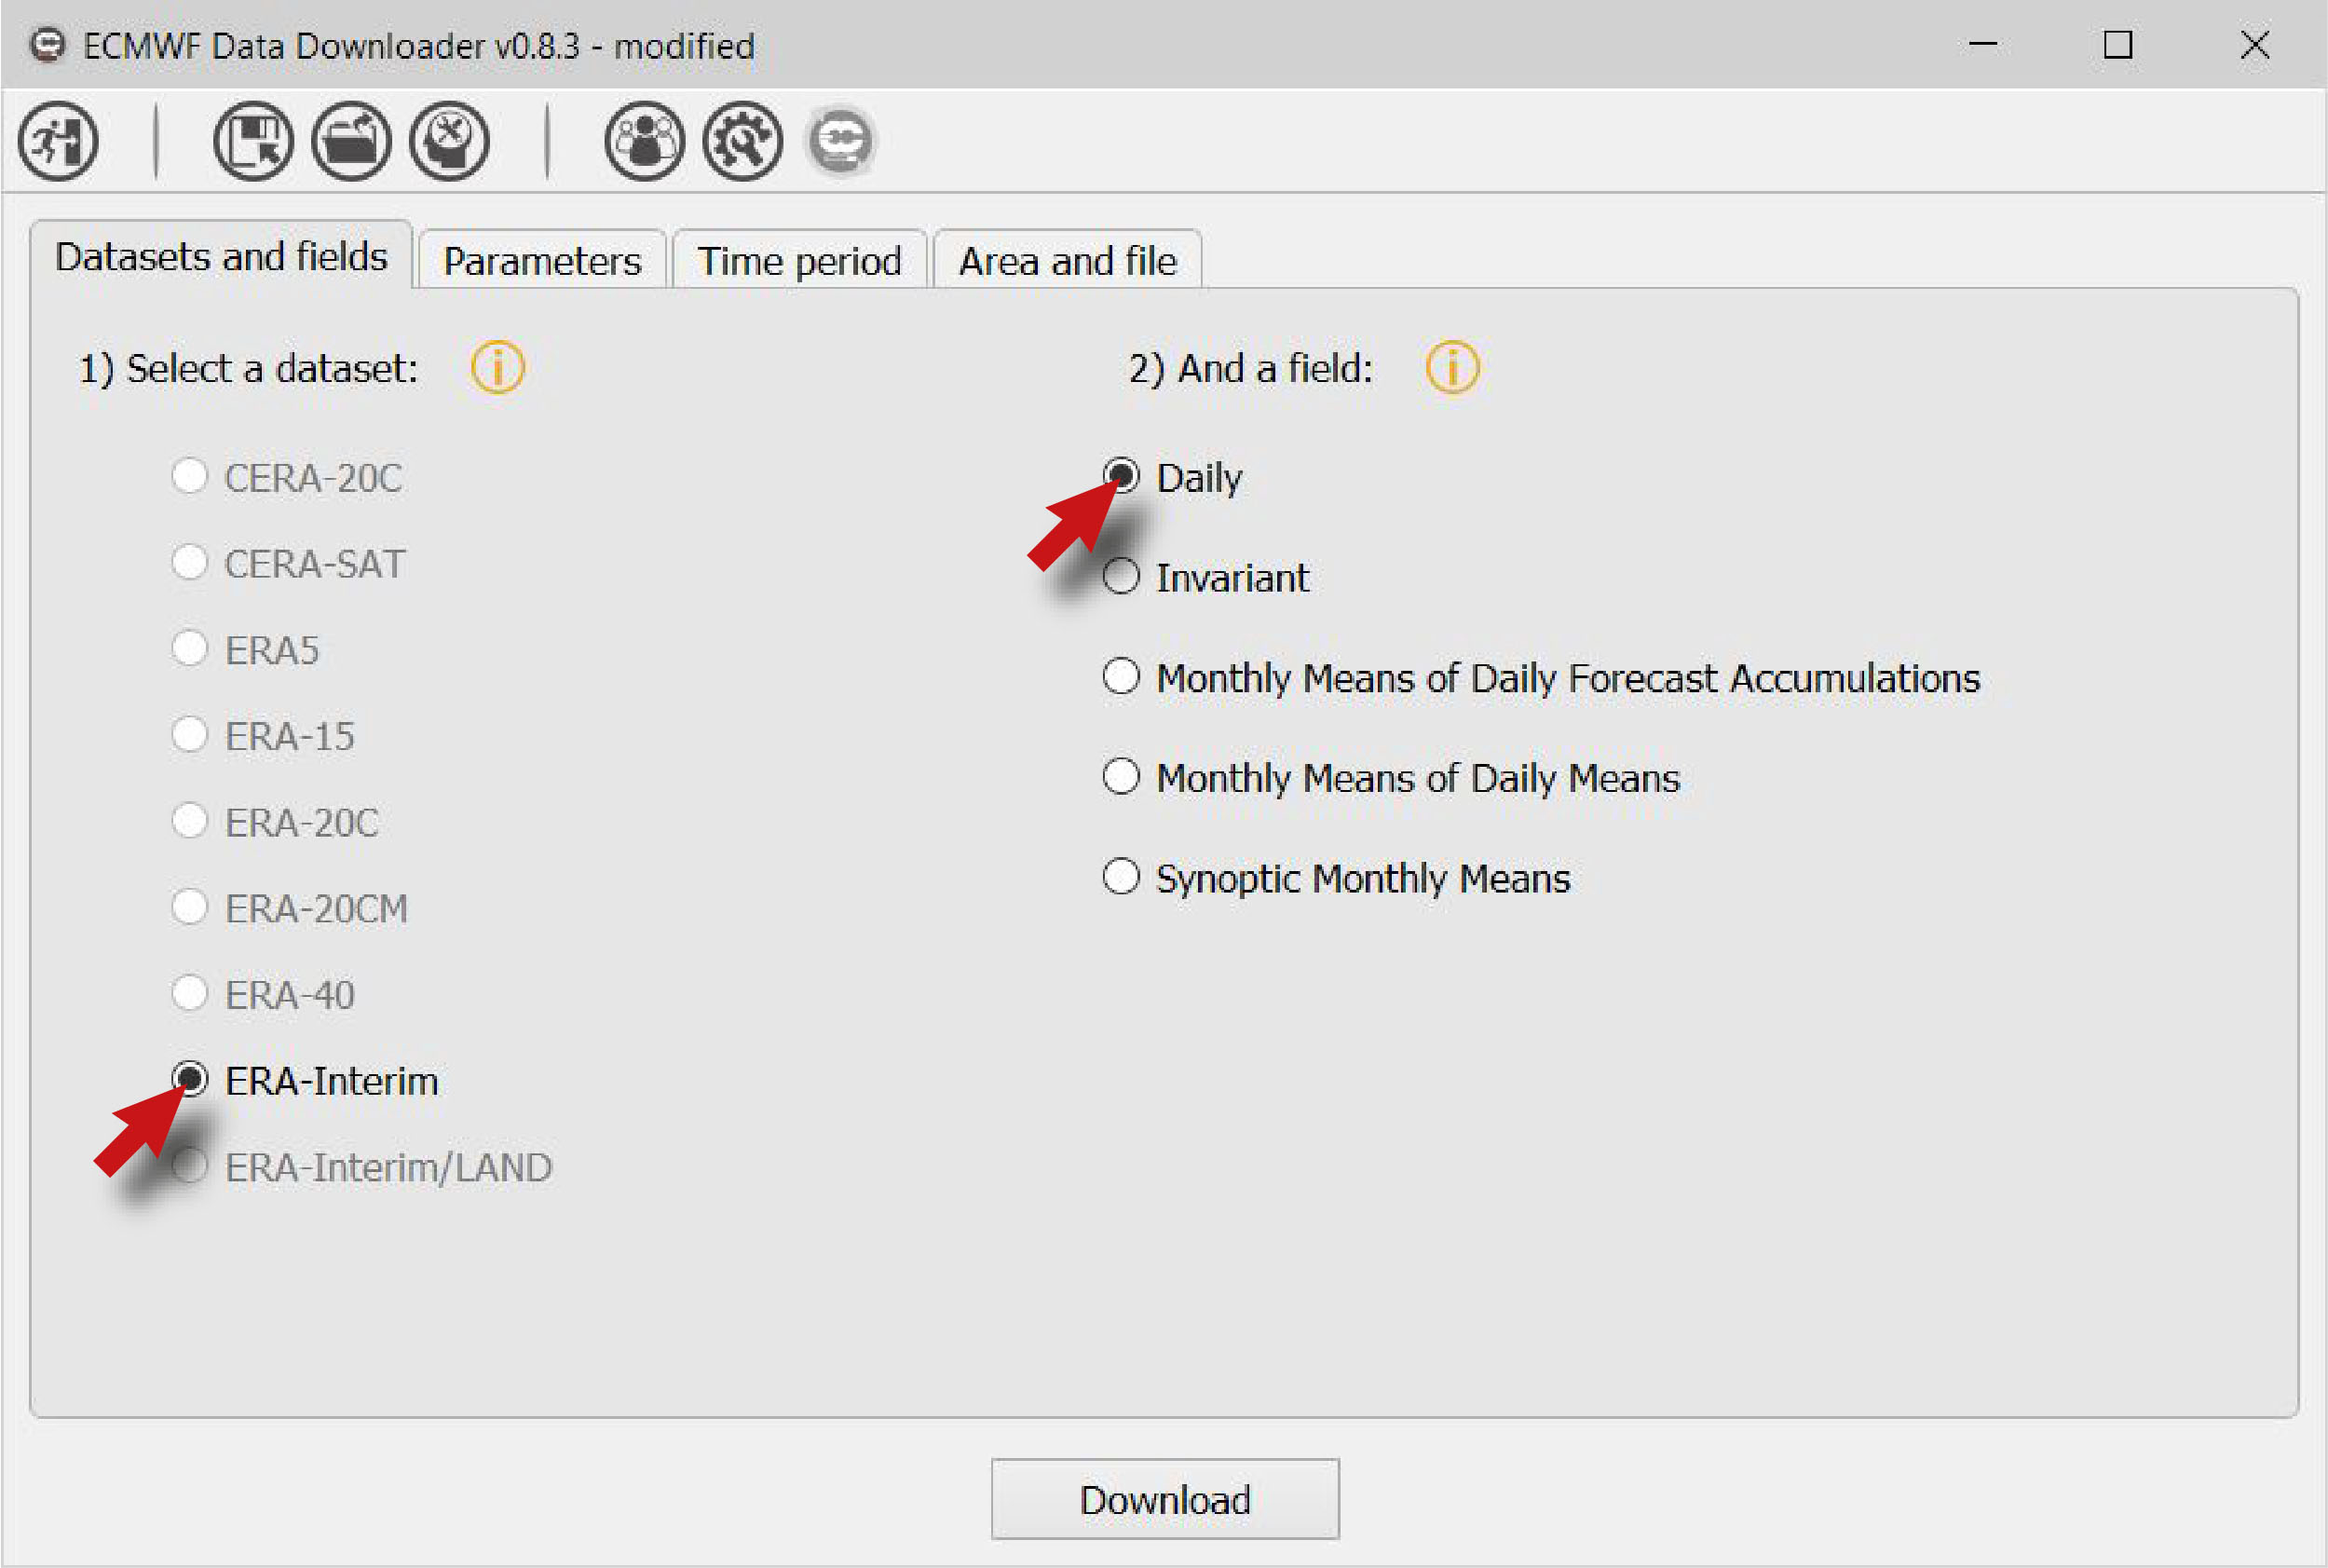 ECMWF Data Downloader v0.8.3 - modified
Datasets and fields
Parameters
Time period
Area and file
1) Select a dataset:
CERA-20C
CERA-SAT
ERA5
ERA-15
ERA-20C
ERA-20CM
ERA-40
ERA-Interim
ERA-Interim/LAND
2) And a field:
Daily
Invariant
Monthly Means of Daily Forecast Accumulations
Monthly Means of Daily Means
Synoptic Monthly Means
Download